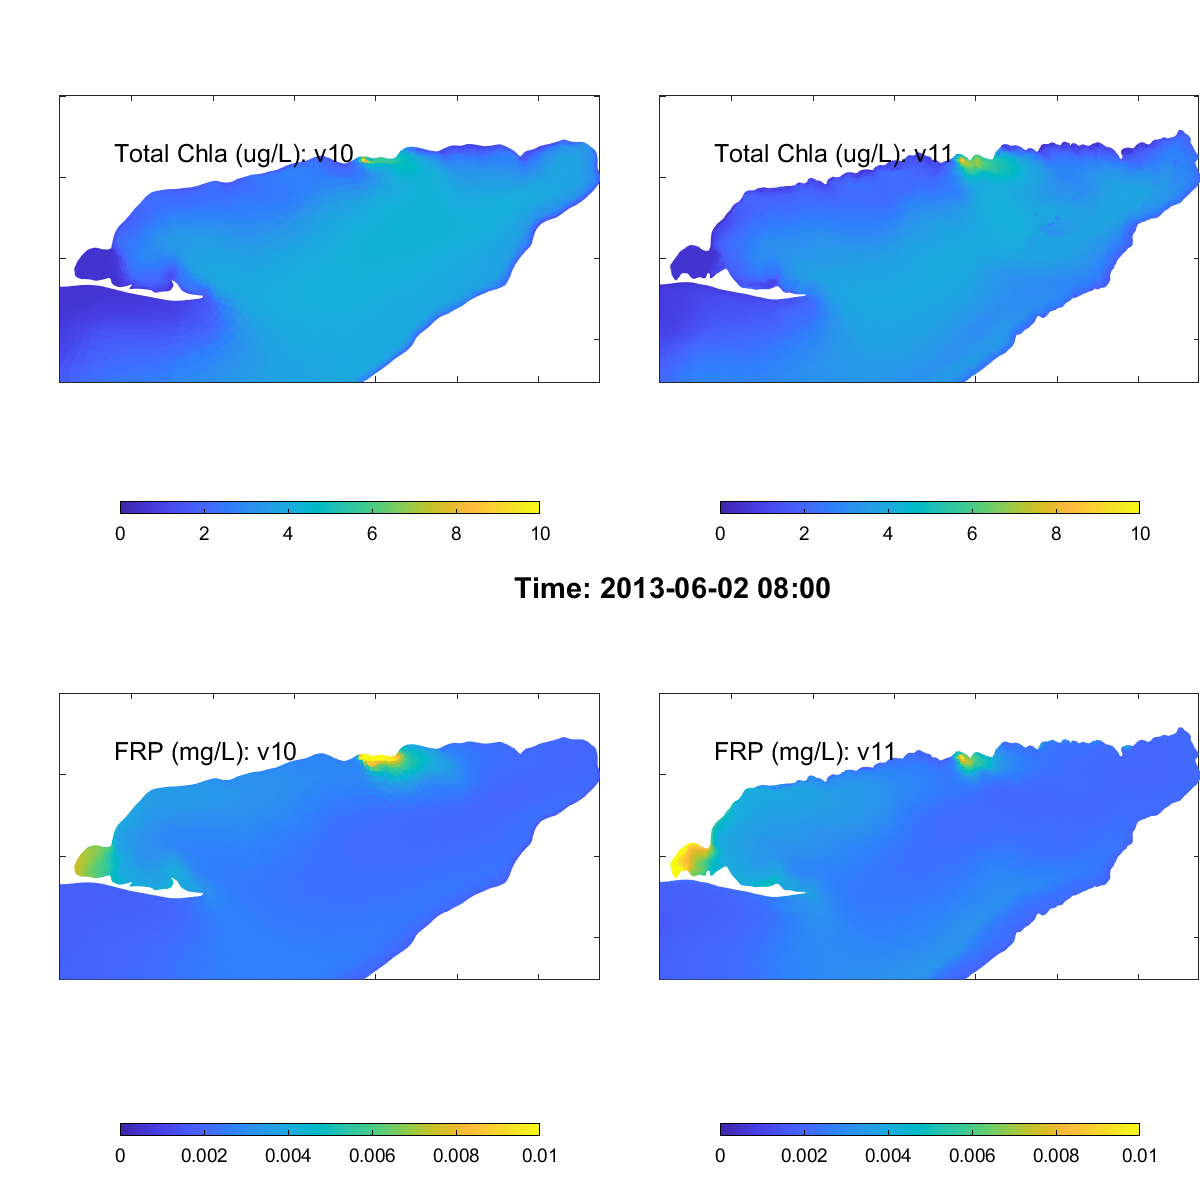 Total Chla (ug/L): v10
Total Chla (ug/L): v11
0 2 4 6 8 10
0 2 4 6 8 10
Time: 2013-06-02 08:00
FRP (mg/L): v10
FRP (mg/L): v11
0 0.002 0.004 0.006 0.008 0.01
0 0.002 0.004 0.006 0.008 0.01